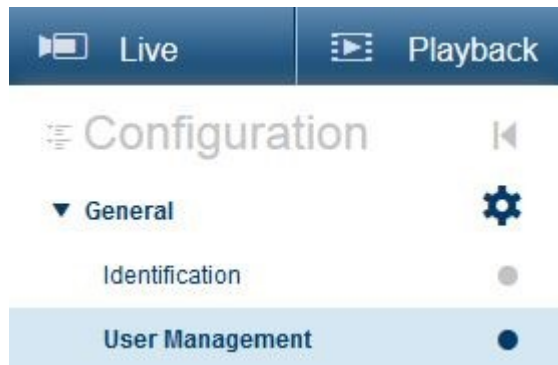 Live Playback
Configuration
General
Identification
User Management